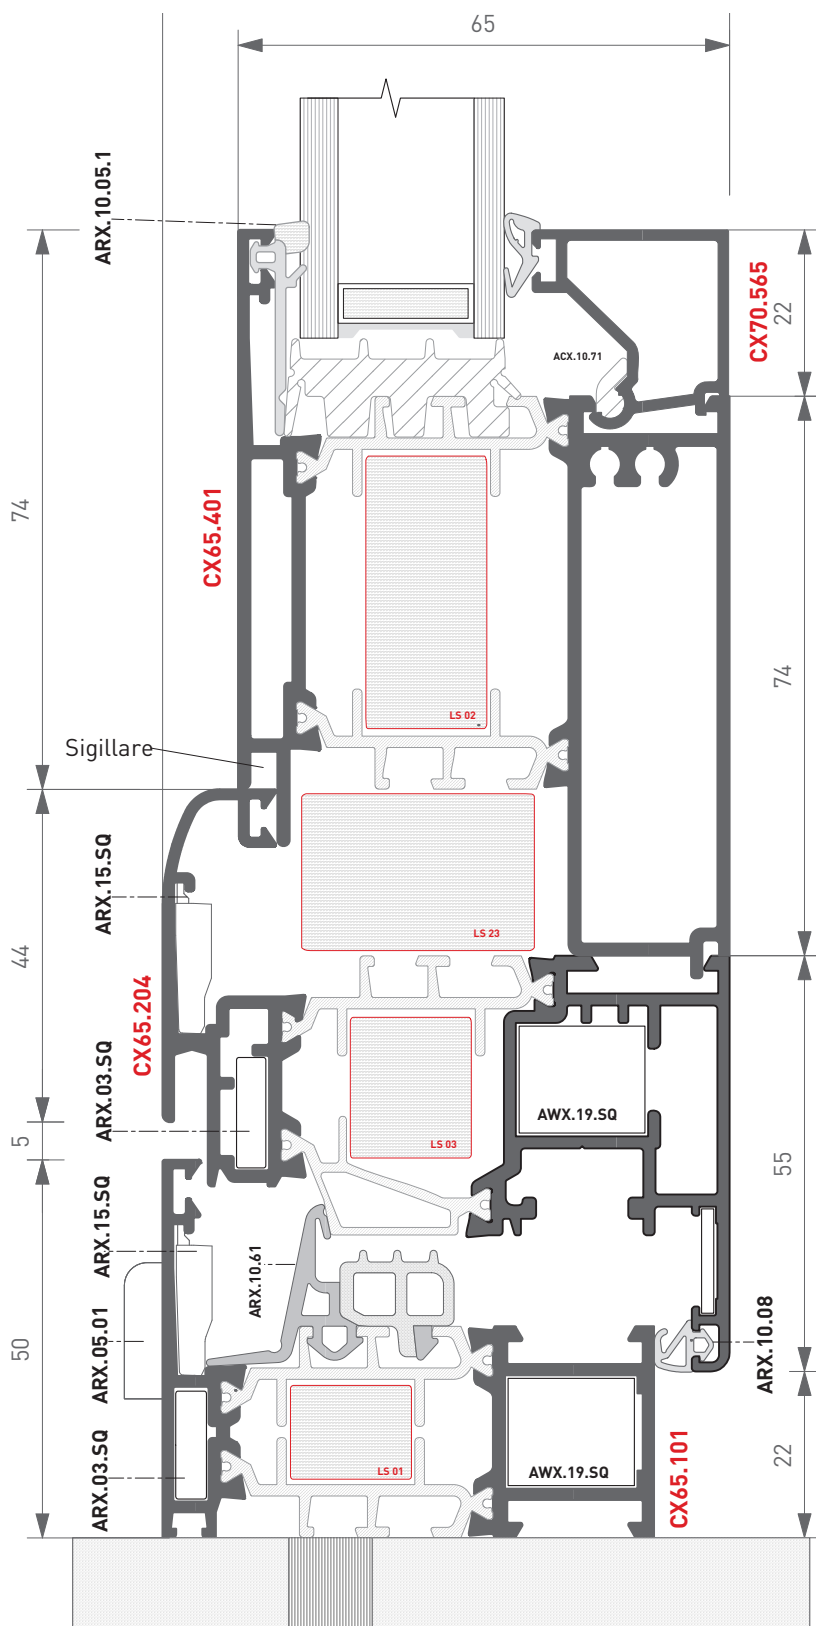 65
ARX.10.05.1
CX70.565
22
ACX.10.71
74
CX65.401
74
LS 02
Sigillare
ARX.15.SQ
44
LS 23
CX65.204
ARX.03.SQ
AWX.19.SQ
5
LS 03
55
ARX.15.SQ
ARX.10.61
50
ARX.05.01
ARX.10.08
ARX.03.SQ
LS 01
AWX.19.SQ
CX65.101
22